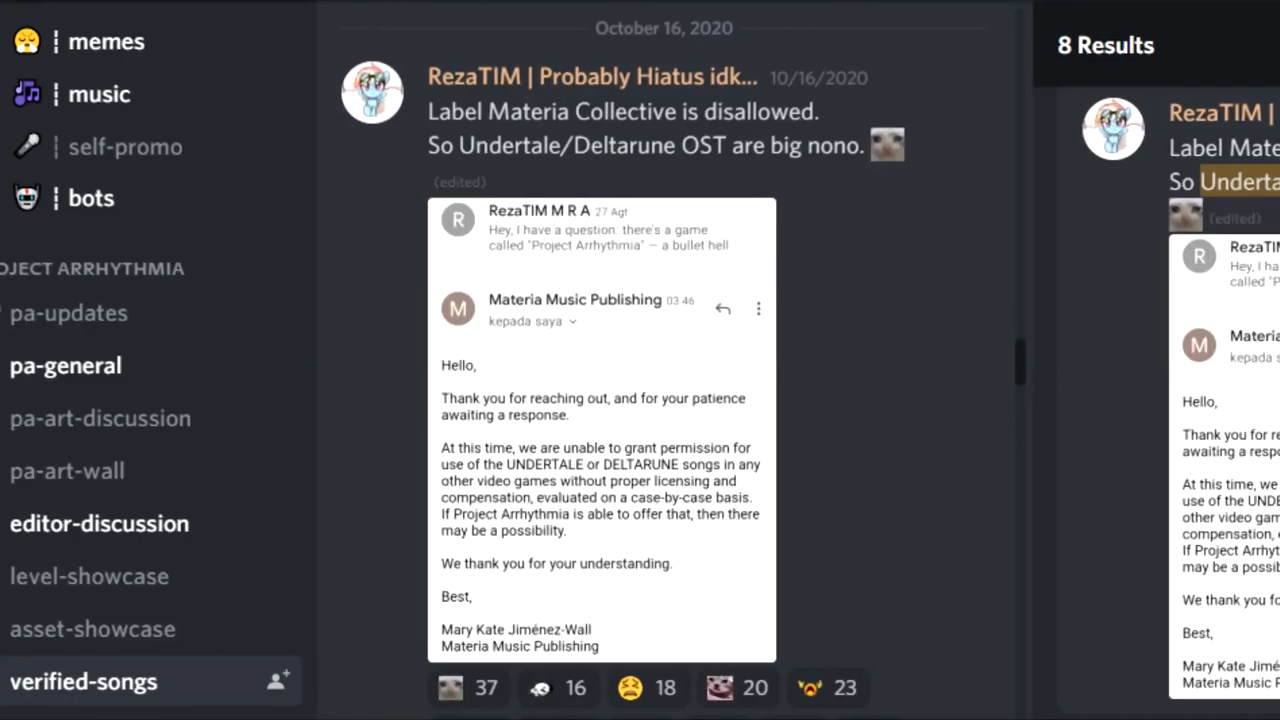 memes
music
self-promo
bots
OJECT ARRHYTHMIA
pa-updates
pa-general
pa-art-discussion
pa-art-wall
editor-discussion
level-showcase
asset-showcase
verified-songs
October 16, 2020
RezaTIM | Probably Hiatus idk... 10/16/2020
Label Materia Collective is disallowed.
So Undertale/Deltarune OST are big nono.
(edited)
R
RezaTIM M R A 27 Agt
Hey, I have a question: there's a game
called "Project Arrhythmia" — a bullet hell
M
Materia Music Publishing 03 46
kepada saya
Hello,
Thank you for reaching out, and for your patience
awaiting a response.
At this time, we are unable to grant permission for
use of the UNDERTALE or DELTARUNE songs in any
other video games without proper licensing and
compensation, evaluated on a case-by-case basis.
If Project Arrhythmia is able to offer that, then there
may be a possibility.
We thank you for your understanding.
Best,
Mary Kate Jiménez-Wall
Materia Music Publishing
37 16 18 20 23
8 Results
RezaTIM |
Label Mate
So Underta
(edited)
R
RezaTIM
Hey, I ha
called "P
M
Materia
kepada s
Hello,
Thank you for re
awaiting a respo
At this time, we
use of the UNDE
other video gam
compensation, e
If Project Arrhyt
may be a possib
We thank you fo
Best,
Mary Kate Jimé
Materia Music P